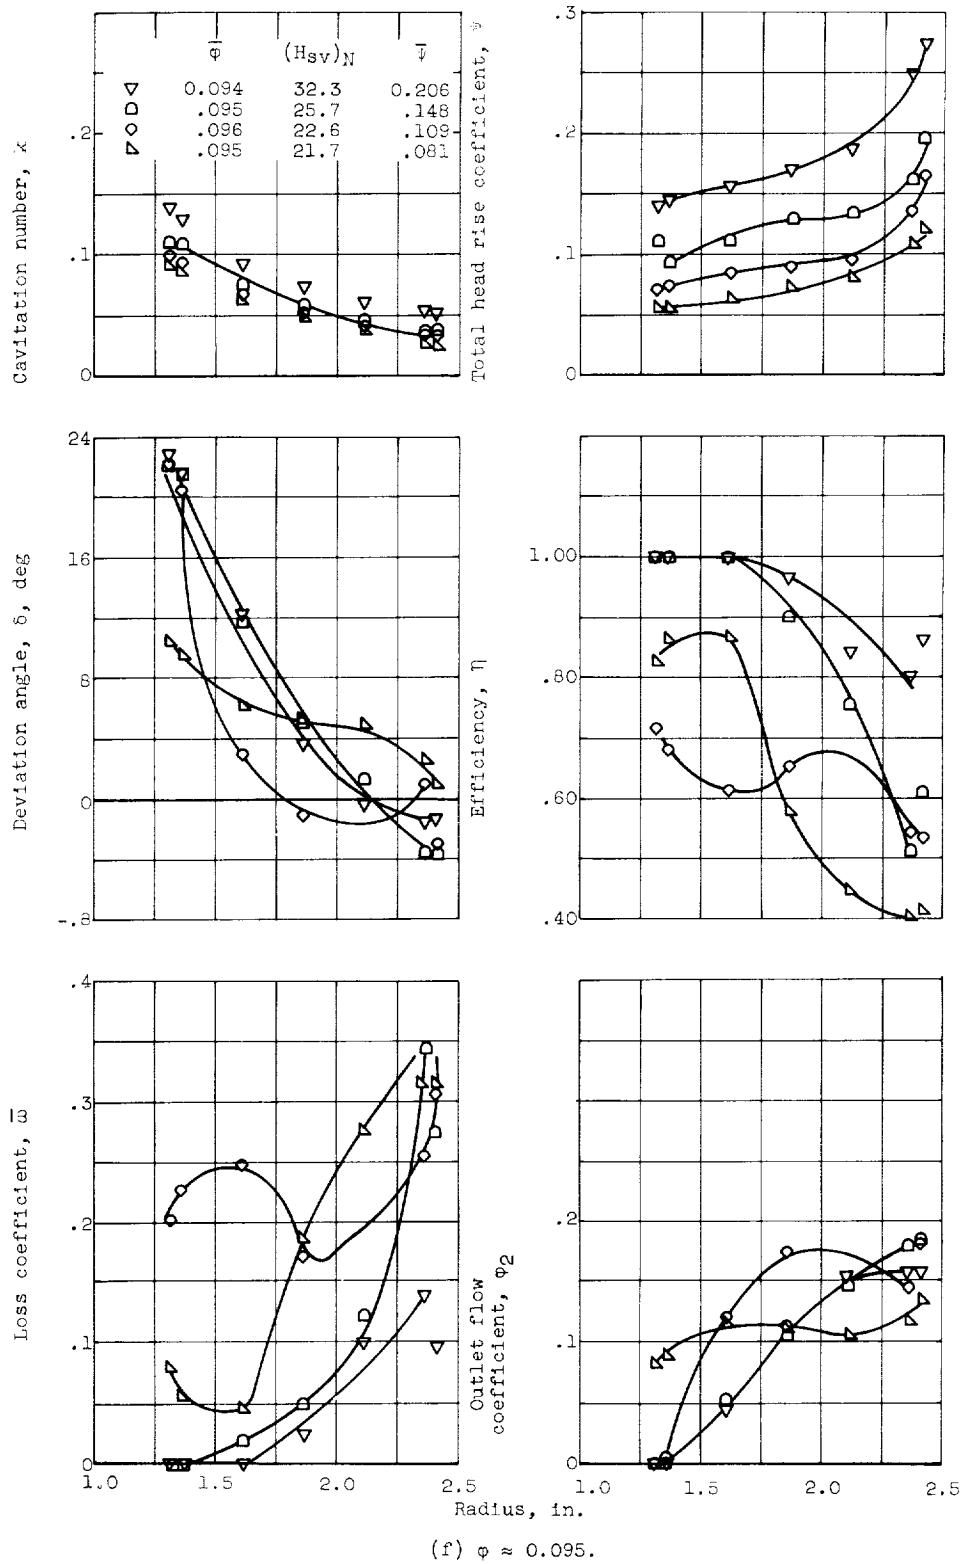 Cavitation number, κ
.2
.1
0
φ̄ (Hsv)N ψ̄
▽ 0.094 32.3 0.206
.095 25.7 .148
◇ .096 22.6 .109
.095 21.7 .081
Total head rise coefficient, ψ
.3
.2
.1
0
Deviation angle, δ, deg
24
16
8
0
-.8
Efficiency, η
1.00
.80
.60
.40
Loss coefficient, ω̄
.4
.3
.2
.1
0
1.0 1.5 2.0 2.5
Outlet flow
coefficient, φ2
.2
.1
0
1.0 1.5 2.0 2.5
Radius, in.
(f) φ ≈ 0.095.